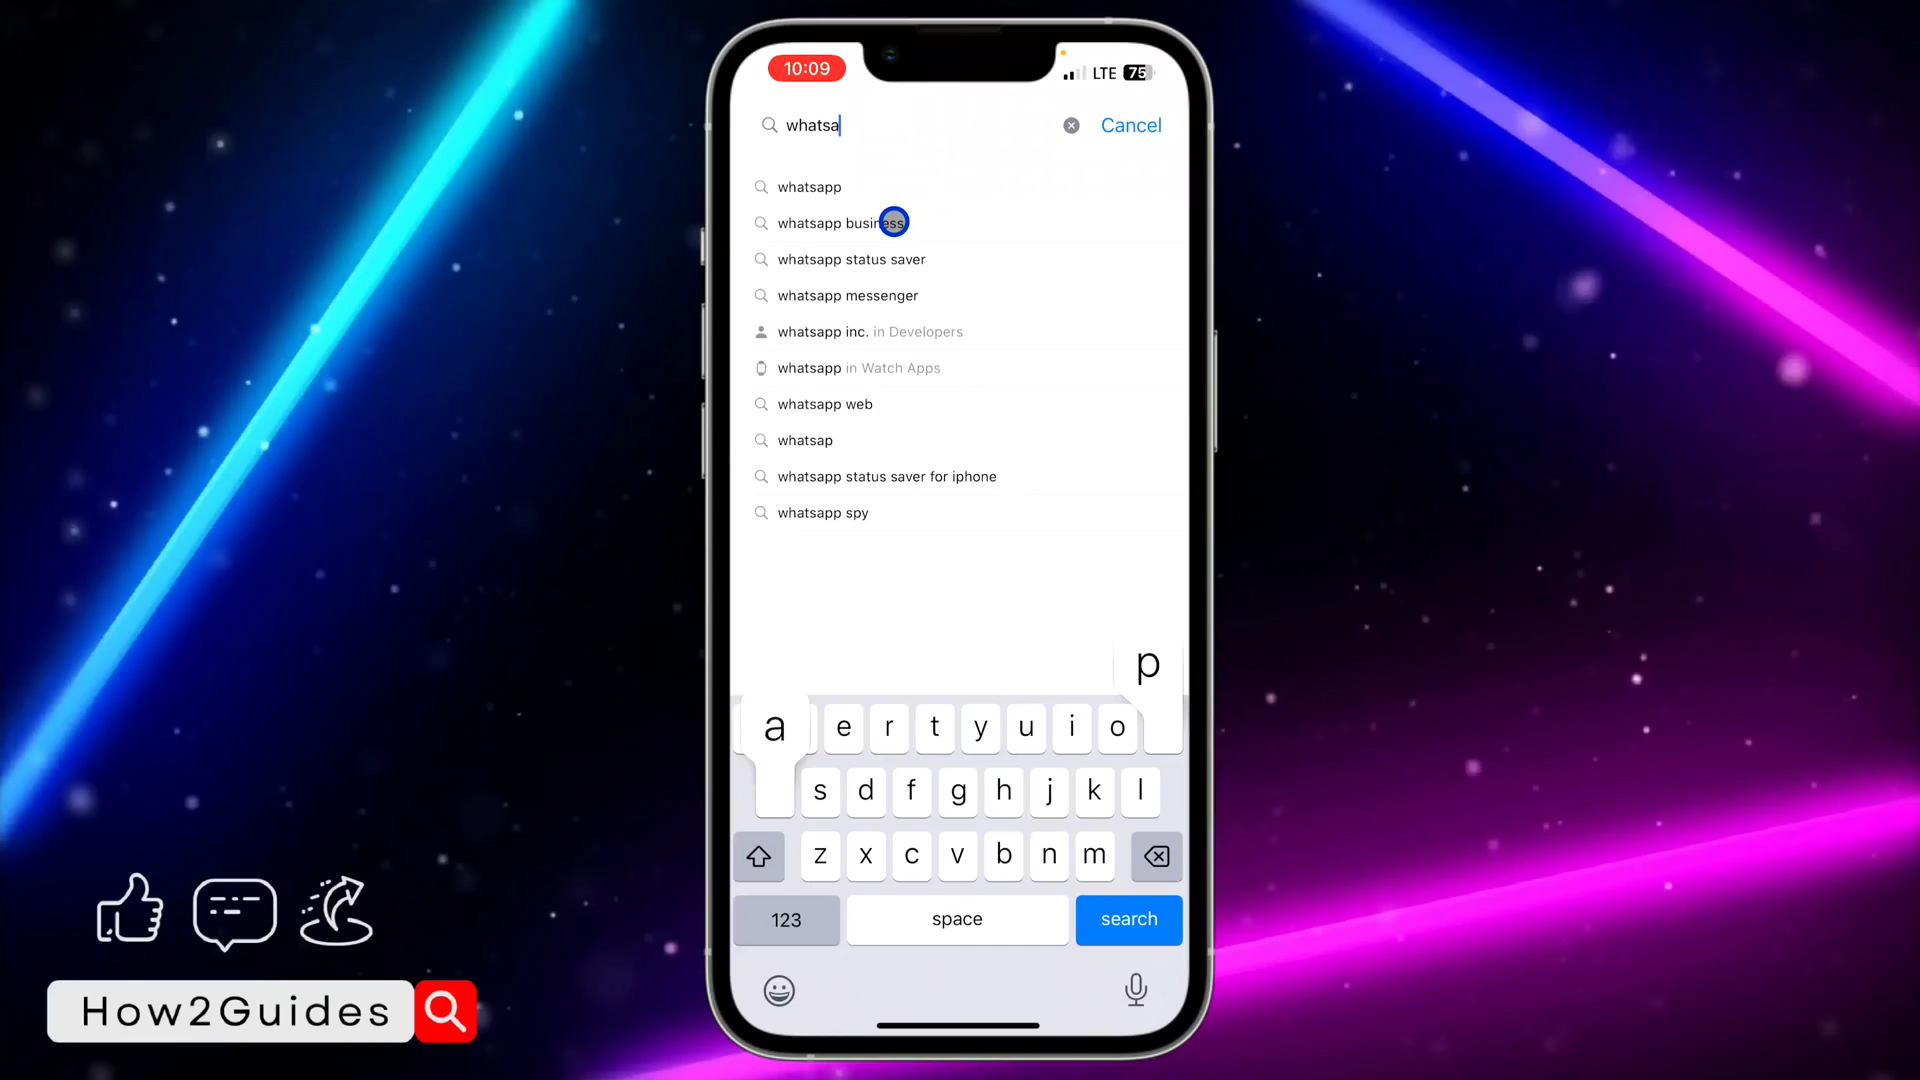 10:09
LTE 75
whatsa
Cancel
whatsapp
whatsapp business
whatsapp status saver
whatsapp messenger
whatsapp inc. in Developers
whatsapp in Watch Apps
whatsapp web
whatsap
whatsapp status saver for iphone
whatsapp spy
p
a e r t y u i o
s d f g h j k l
z x c v b n m
123 space search
How2Guides